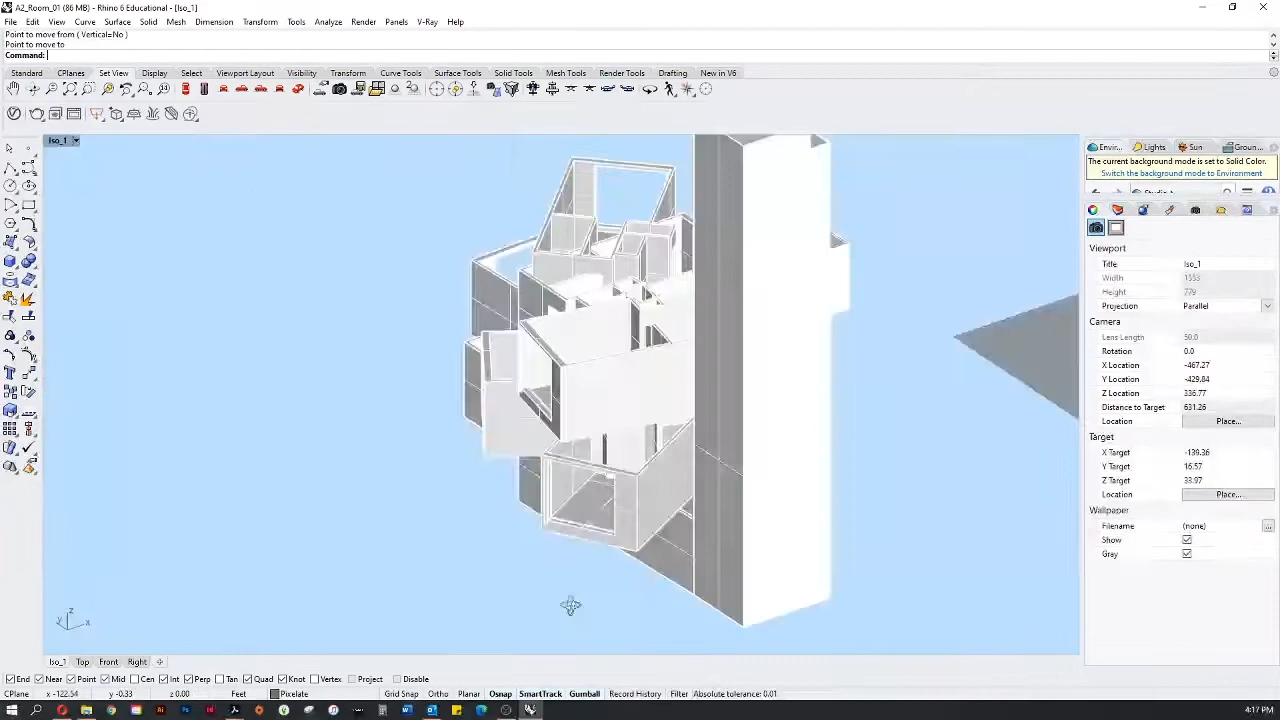 A2_Room_01 (86 MB) - Rhino 6 Educational - [Iso_1]
File Edit View Curve Surface Solid Mesh Dimension Transform Tools Analyze Render Panels V-Ray Help
Point to move from ( Vertical=No )
Point to move to
Command:
Standard CPlanes Set View Display Select Viewport Layout Visibility Transform Curve Tools Surface Tools Solid Tools Mesh Tools Render Tools Drafting New in V6
Iso_1
Envir... Lights Sun Groun...
The current background mode is set to Solid Color.
Switch the background mode to Environment
Viewport
Title Iso_1
Width 1553
Height 779
Projection Parallel
Camera
Lens Length 50.0
Rotation 0.0
X Location -467.27
Y Location -429.84
Z Location 336.77
Distance to Target 631.26
Location Place...
Target
X Target -139.36
Y Target 16.57
Z Target 33.97
Location Place...
Wallpaper
Filename (none) ...
Show
Gray
z
y x
Iso_1 Top Front Right
End Near Point Mid Cen Int Perp Tan Quad Knot Vertex Project Disable
CPlane x -122.54 y -0.33 z 0.00 Feet Pixelate Grid Snap Ortho Planar Osnap SmartTrack Gumball Record History Filter Absolute tolerance: 0.01
4:17 PM